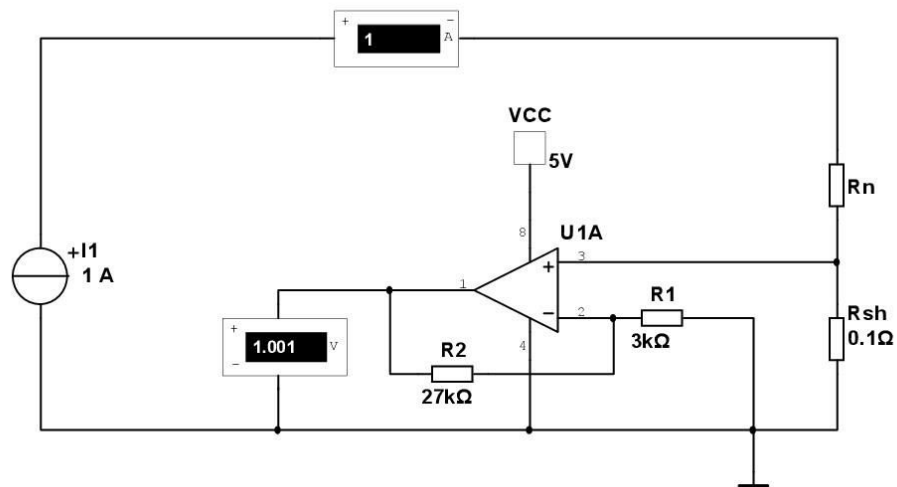 + −
1 A
VCC
5V
8
U1A
Rn
+I1
1 A
+
3
1
−
2
R1
3kΩ
Rsh
0.1Ω
+
1.001 V
−
4
R2
27kΩ